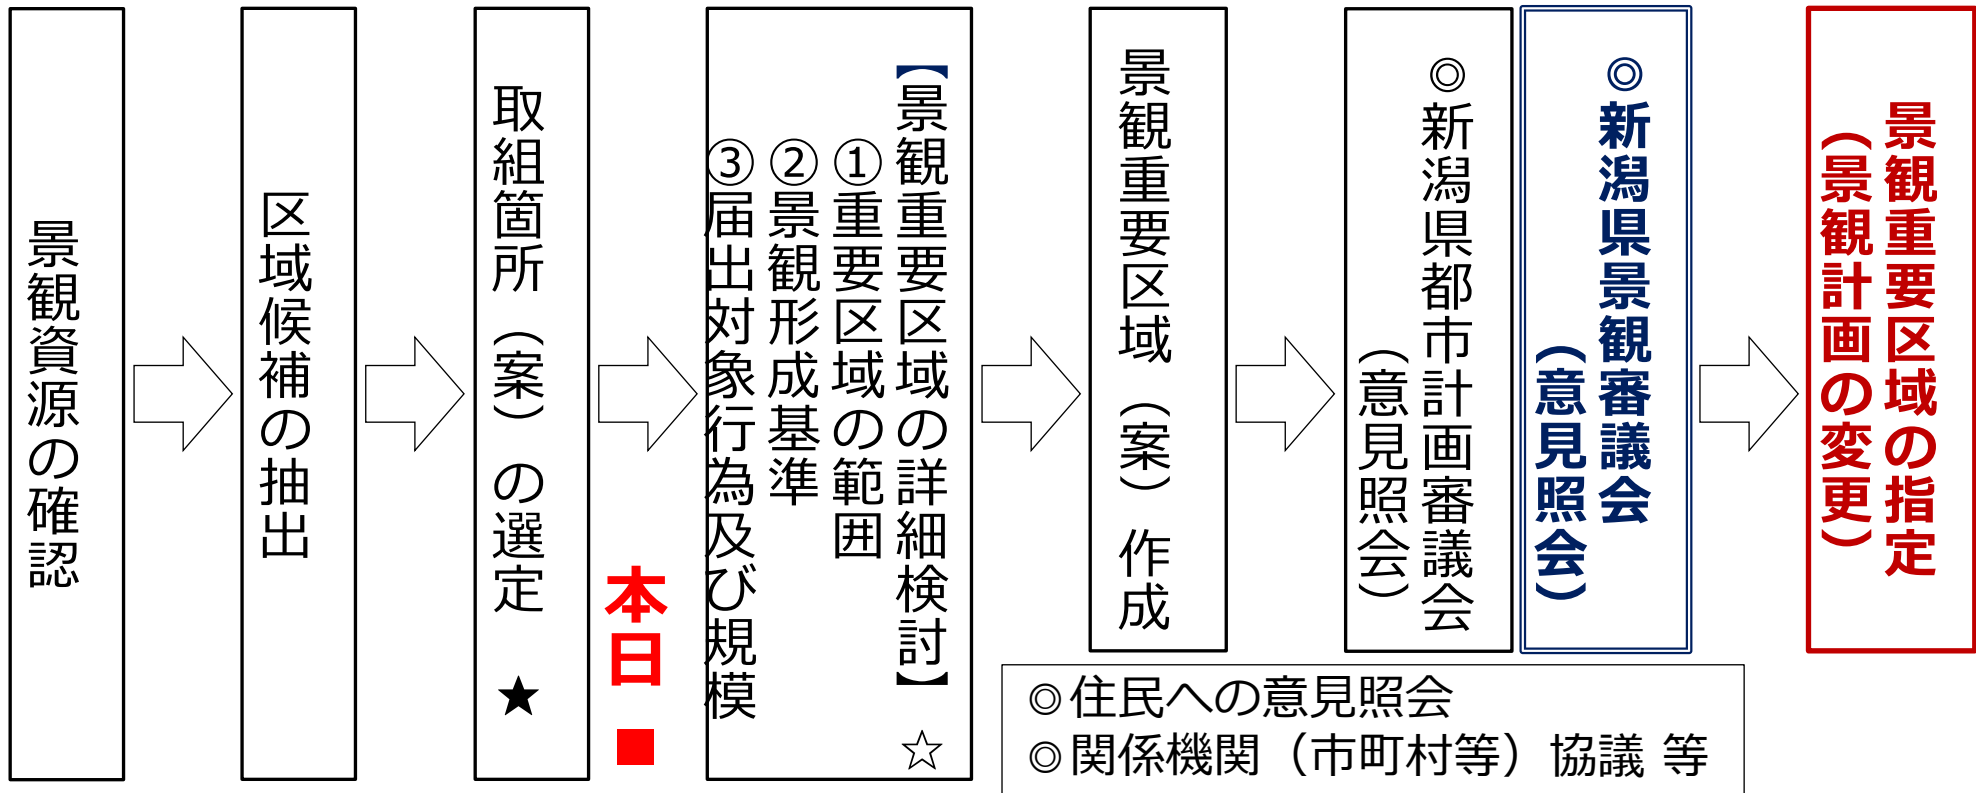 景観資源の確認
区域候補の抽出
取組箇所（案）の選定 ★
本日 ■
【景観重要区域の詳細検討】 ☆
①重要区域の範囲
②景観形成基準
③届出対象行為及び規模
景観重要区域（案）作成
◎新潟県都市計画審議会
（意見照会）
◎新潟県景観審議会
（意見照会）
景観重要区域の指定
（景観計画の変更）
◎住民への意見照会
◎関係機関（市町村等）協議 等